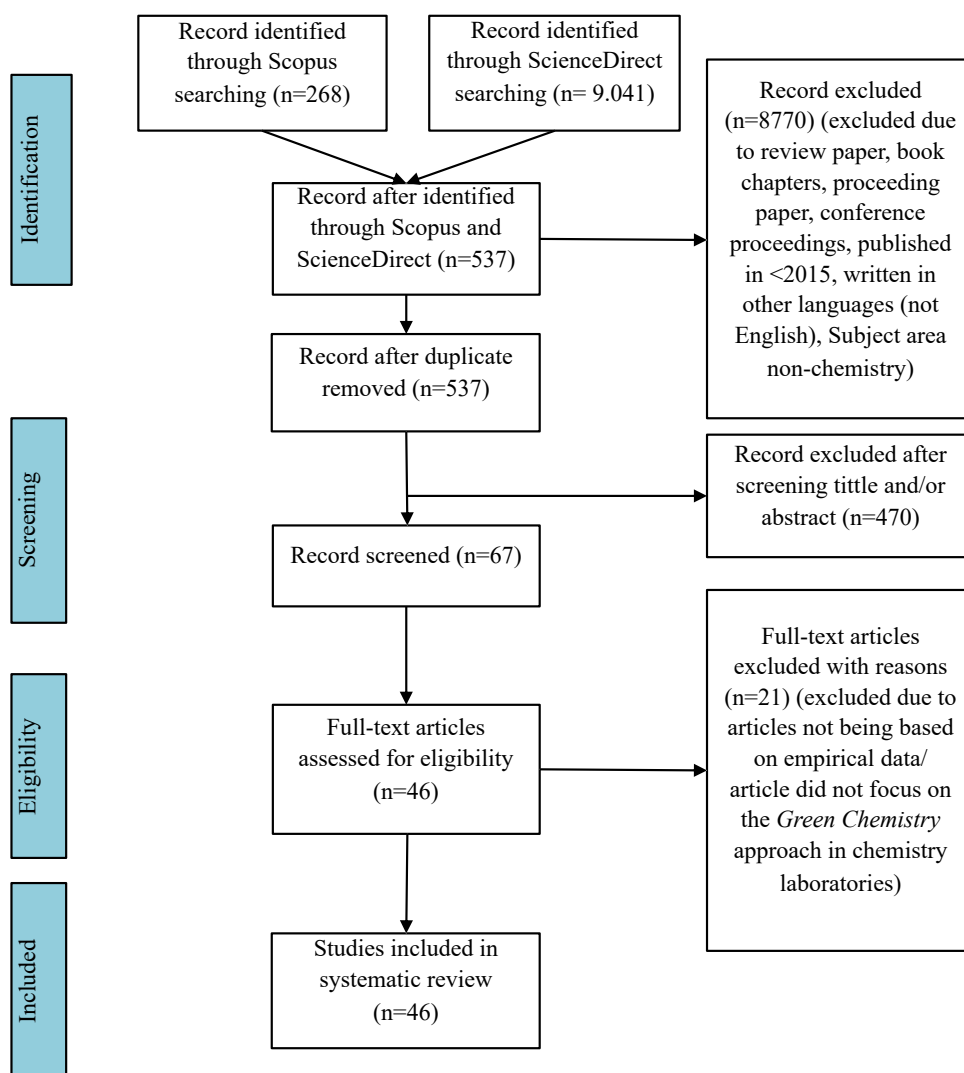 Record identified
through Scopus
searching (n=268)
Record identified
through ScienceDirect
searching (n= 9.041)
Identification
Record after identified
through Scopus and
ScienceDirect (n=537)
Record excluded
(n=8770) (excluded due
to review paper, book
chapters, proceeding
paper, conference
proceedings, published
in <2015, written in
other languages (not
English), Subject area
non-chemistry)
Record after duplicate
removed (n=537)
Screening
Record excluded after
screening tittle and/or
abstract (n=470)
Record screened (n=67)
Eligibility
Full-text articles
assessed for eligibility
(n=46)
Full-text articles
excluded with reasons
(n=21) (excluded due to
articles not being based
on empirical data/
article did not focus on
the Green Chemistry
approach in chemistry
laboratories)
Included
Studies included in
systematic review
(n=46)